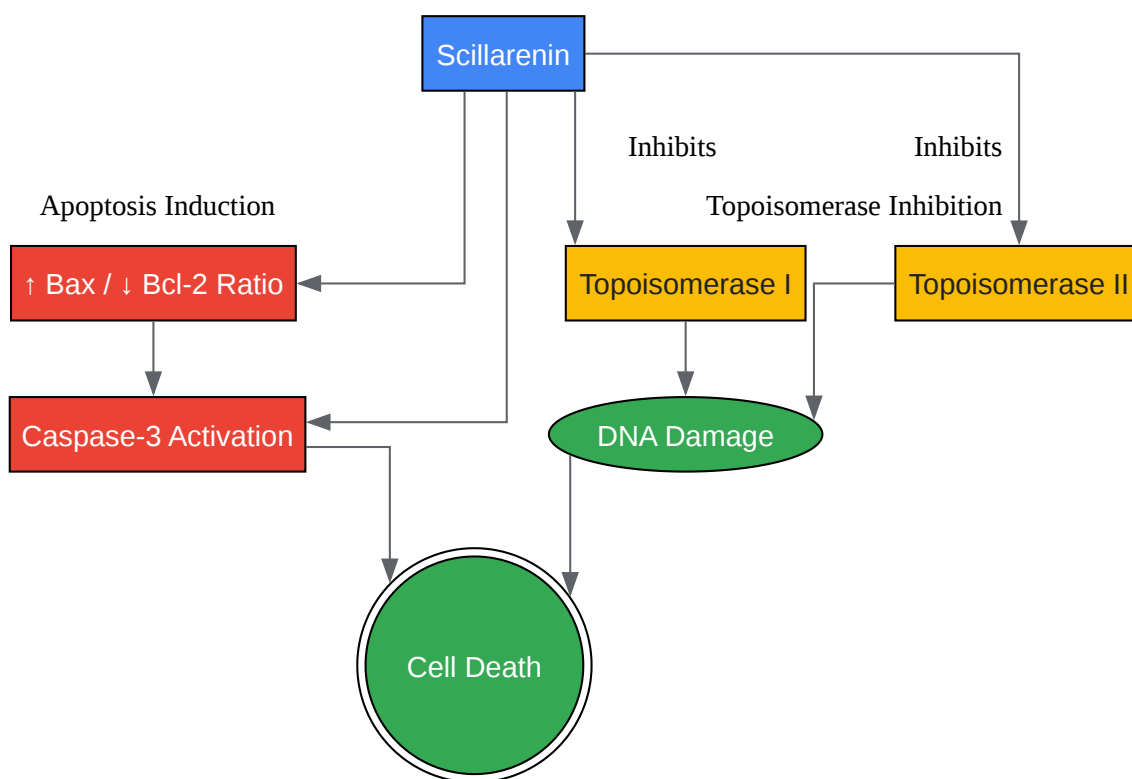 Scillarenin
Inhibits
Inhibits
Apoptosis Induction
Topoisomerase Inhibition
↑ Bax / ↓ Bcl-2 Ratio
Topoisomerase I
Topoisomerase II
Caspase-3 Activation
DNA Damage
Cell Death